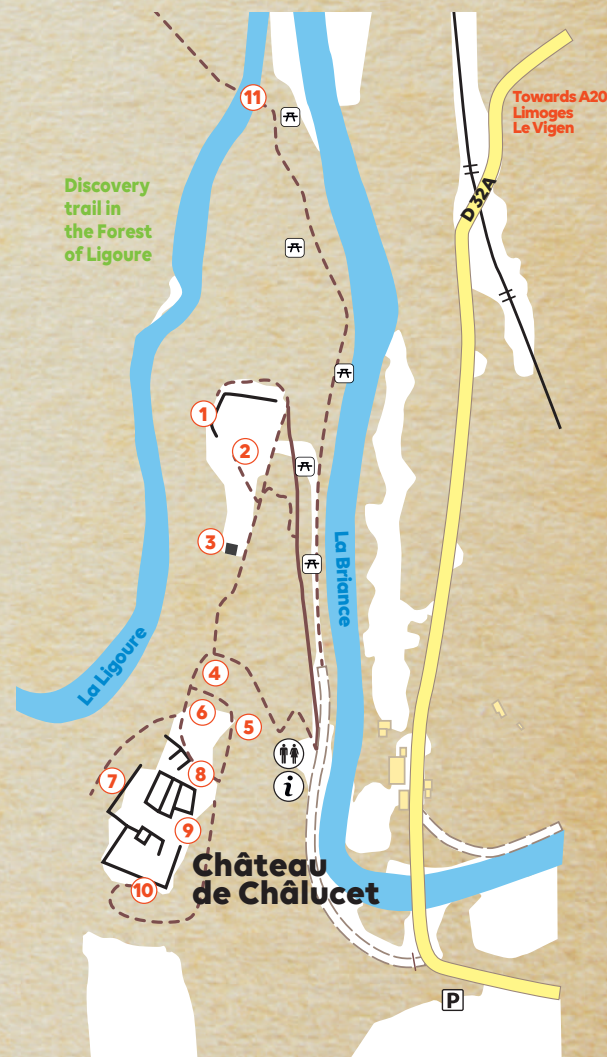 11
Towards A20
Limoges
Le Vigen
D 32A
Discovery
trail in
the Forest
of Ligoure
1
2
3
La Briance
La Ligoure
4
6
5
7
8
i
9
Château
de Châlucet
10
P